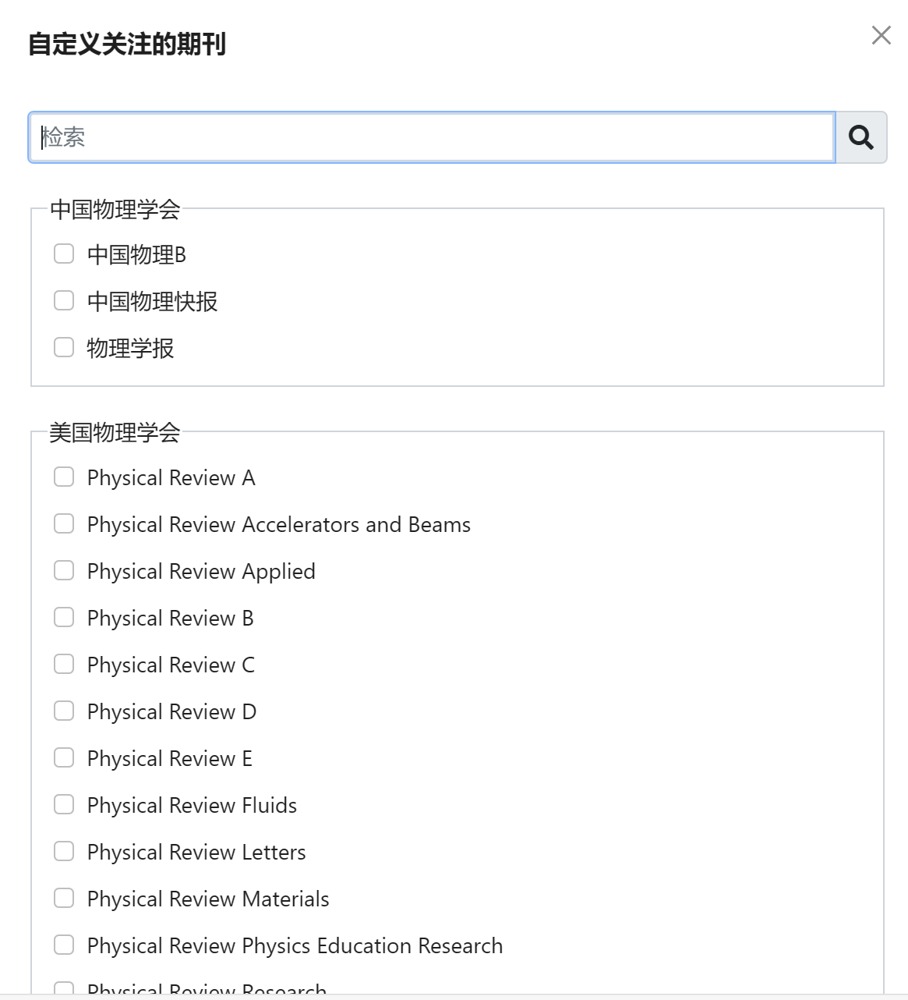 自定义关注的期刊
检索
中国物理学会
中国物理B
中国物理快报
物理学报
美国物理学会
Physical Review A
Physical Review Accelerators and Beams
Physical Review Applied
Physical Review B
Physical Review C
Physical Review D
Physical Review E
Physical Review Fluids
Physical Review Letters
Physical Review Materials
Physical Review Physics Education Research
Physical Review Research